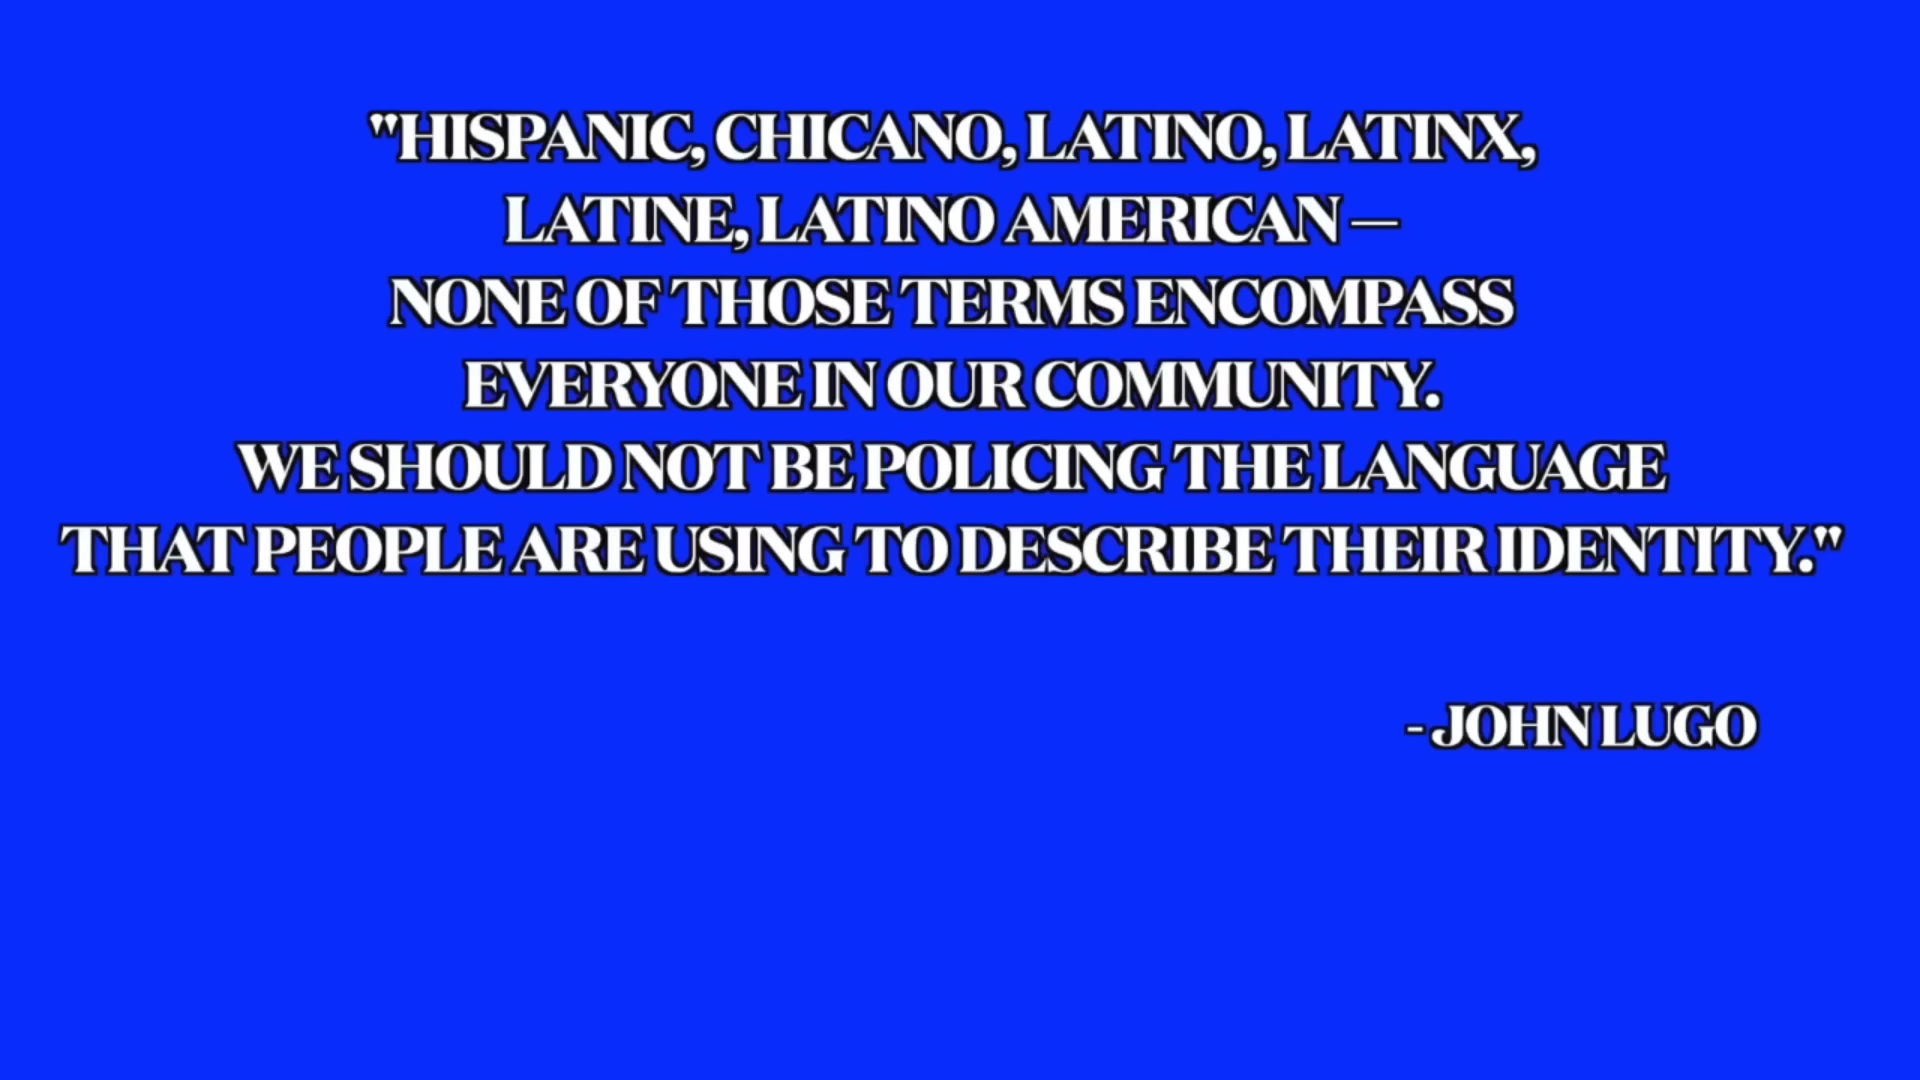 "HISPANIC, CHICANO, LATINO, LATINX,
LATINE, LATINO AMERICAN —
NONE OF THOSE TERMS ENCOMPASS
EVERYONE IN OUR COMMUNITY.
WE SHOULD NOT BE POLICING THE LANGUAGE
THAT PEOPLE ARE USING TO DESCRIBE THEIR IDENTITY."
- JOHN LUGO